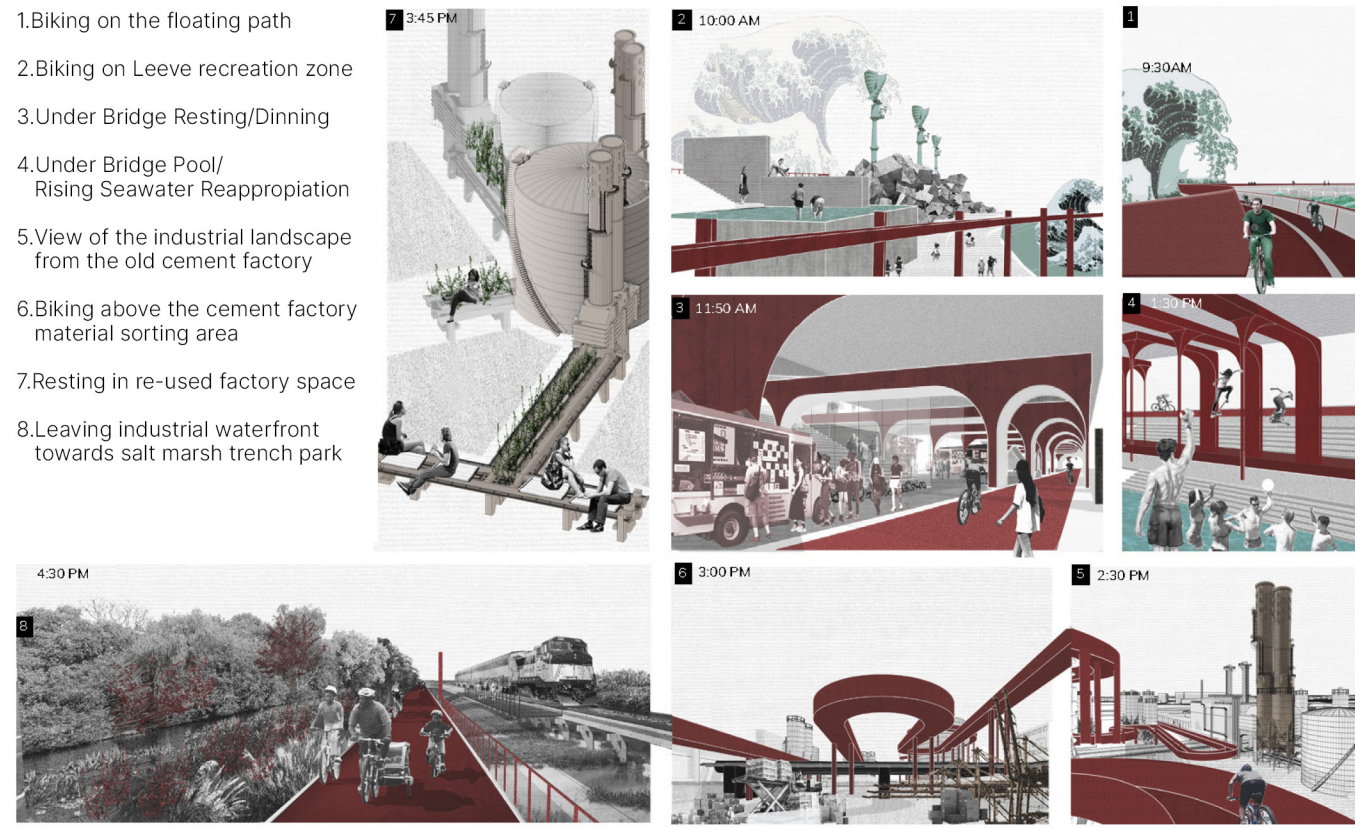 1.Biking on the floating path
2.Biking on Leeve recreation zone
3.Under Bridge Resting/Dinning
4.Under Bridge Pool/
Rising Seawater Reappropiation
5.View of the industrial landscape
from the old cement factory
6.Biking above the cement factory
material sorting area
7.Resting in re-used factory space
8.Leaving industrial waterfront
towards salt marsh trench park
7 3:45 PM
2 10:00 AM
1
9:30AM
3 11:50 AM
4 1:30 PM
4:30 PM
8
6 3:00 PM
5 2:30 PM